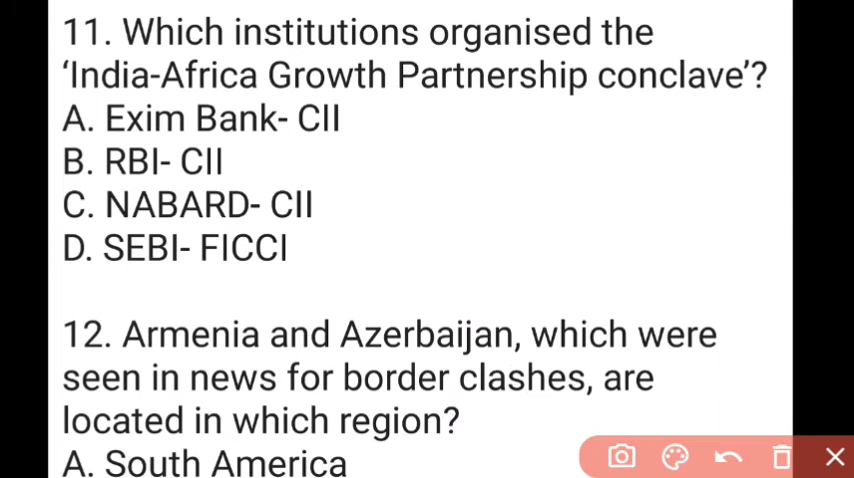 11. Which institutions organised the
‘India-Africa Growth Partnership conclave’?
A. Exim Bank- CII
B. RBI- CII
C. NABARD- CII
D. SEBI- FICCI
12. Armenia and Azerbaijan, which were
seen in news for border clashes, are
located in which region?
A. South America